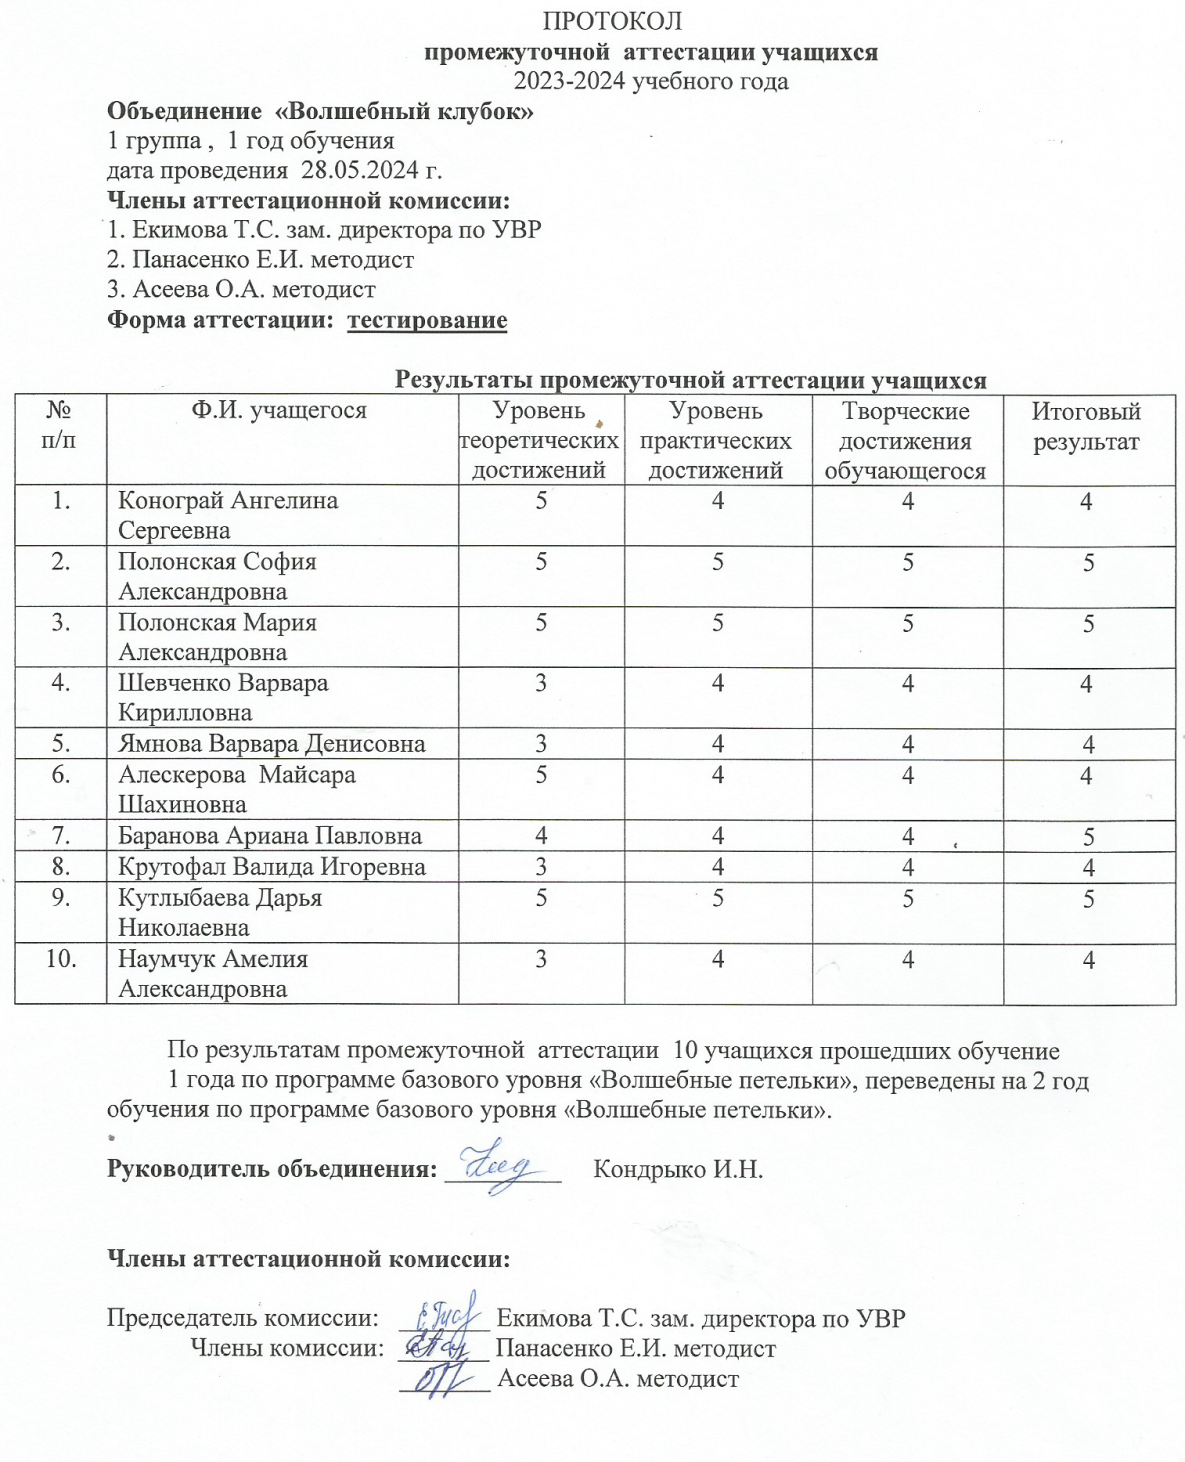 ПРОТОКОЛ
промежуточной аттестации учащихся
2023-2024 учебного года
Объединение «Волшебный клубок»
1 группа , 1 год обучения
дата проведения 28.05.2024 г.
Члены аттестационной комиссии:
1. Екимова Т.С. зам. директора по УВР
2. Панасенко Е.И. методист
3. Асеева О.А. методист
Форма аттестации: тестирование
Результаты промежуточной аттестации учащихся
№ п/п Ф.И. учащегося Уровень теоретических достижений Уровень практических достижений Творческие достижения обучающегося Итоговый результат
1. Конограй Ангелина Сергеевна 5 4 4 4
2. Полонская София Александровна 5 5 5 5
3. Полонская Мария Александровна 5 5 5 5
4. Шевченко Варвара Кирилловна 3 4 4 4
5. Ямнова Варвара Денисовна 3 4 4 4
6. Алескерова Майсара Шахиновна 5 4 4 4
7. Баранова Ариана Павловна 4 4 4 5
8. Крутофал Валида Игоревна 3 4 4 4
9. Кутлыбаева Дарья Николаевна 5 5 5 5
10. Наумчук Амелия Александровна 3 4 4 4
По результатам промежуточной аттестации 10 учащихся прошедших обучение
1 года по программе базового уровня «Волшебные петельки», переведены на 2 год
обучения по программе базового уровня «Волшебные петельки».
Руководитель объединения: Кондрыко И.Н.
Члены аттестационной комиссии:
Председатель комиссии: Екимова Т.С. зам. директора по УВР
Члены комиссии: Панасенко Е.И. методист
Асеева О.А. методист